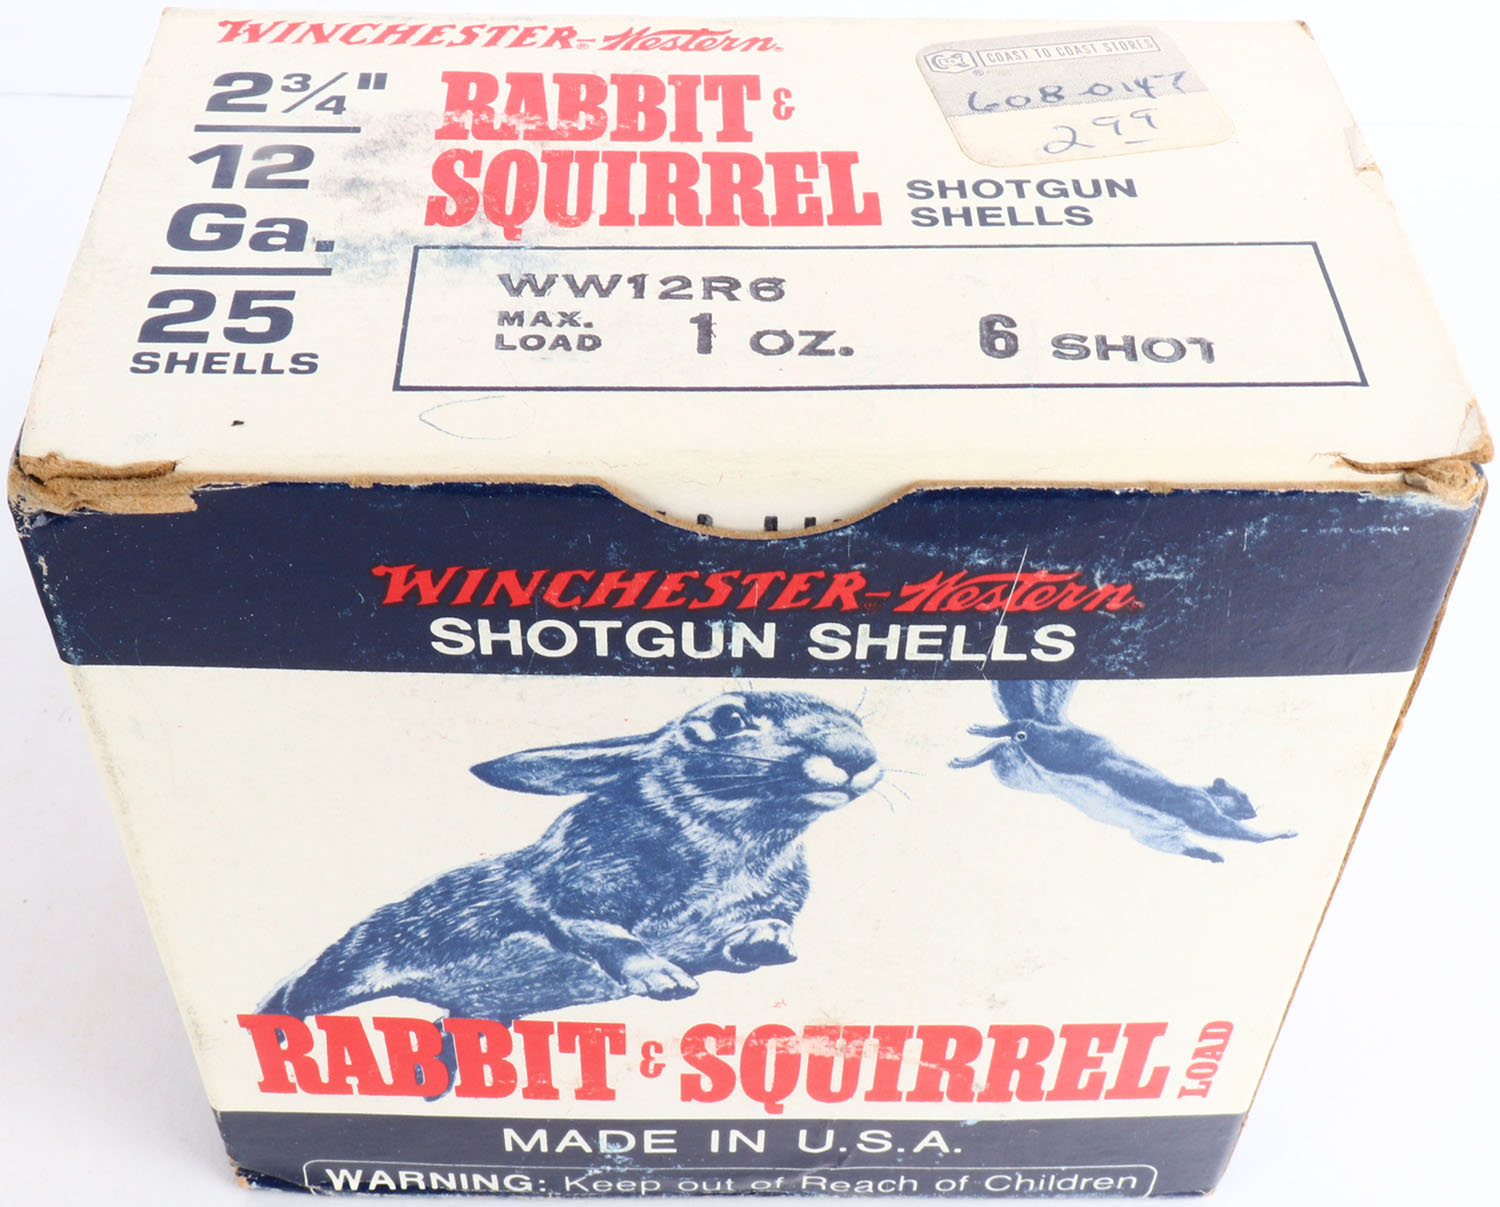 WINCHESTER®-Western®
2 3/4"
12
Ga.
25
SHELLS
RABBIT &
SQUIRREL
SHOTGUN
SHELLS
COAST TO COAST STORES
608-0147
2 99
WW12R6
MAX.
LOAD
1 OZ.
6 SHOT
WINCHESTER®-Western®
SHOTGUN SHELLS
RABBIT & SQUIRREL
LOAD
MADE IN U.S.A.
WARNING: Keep out of Reach of Children